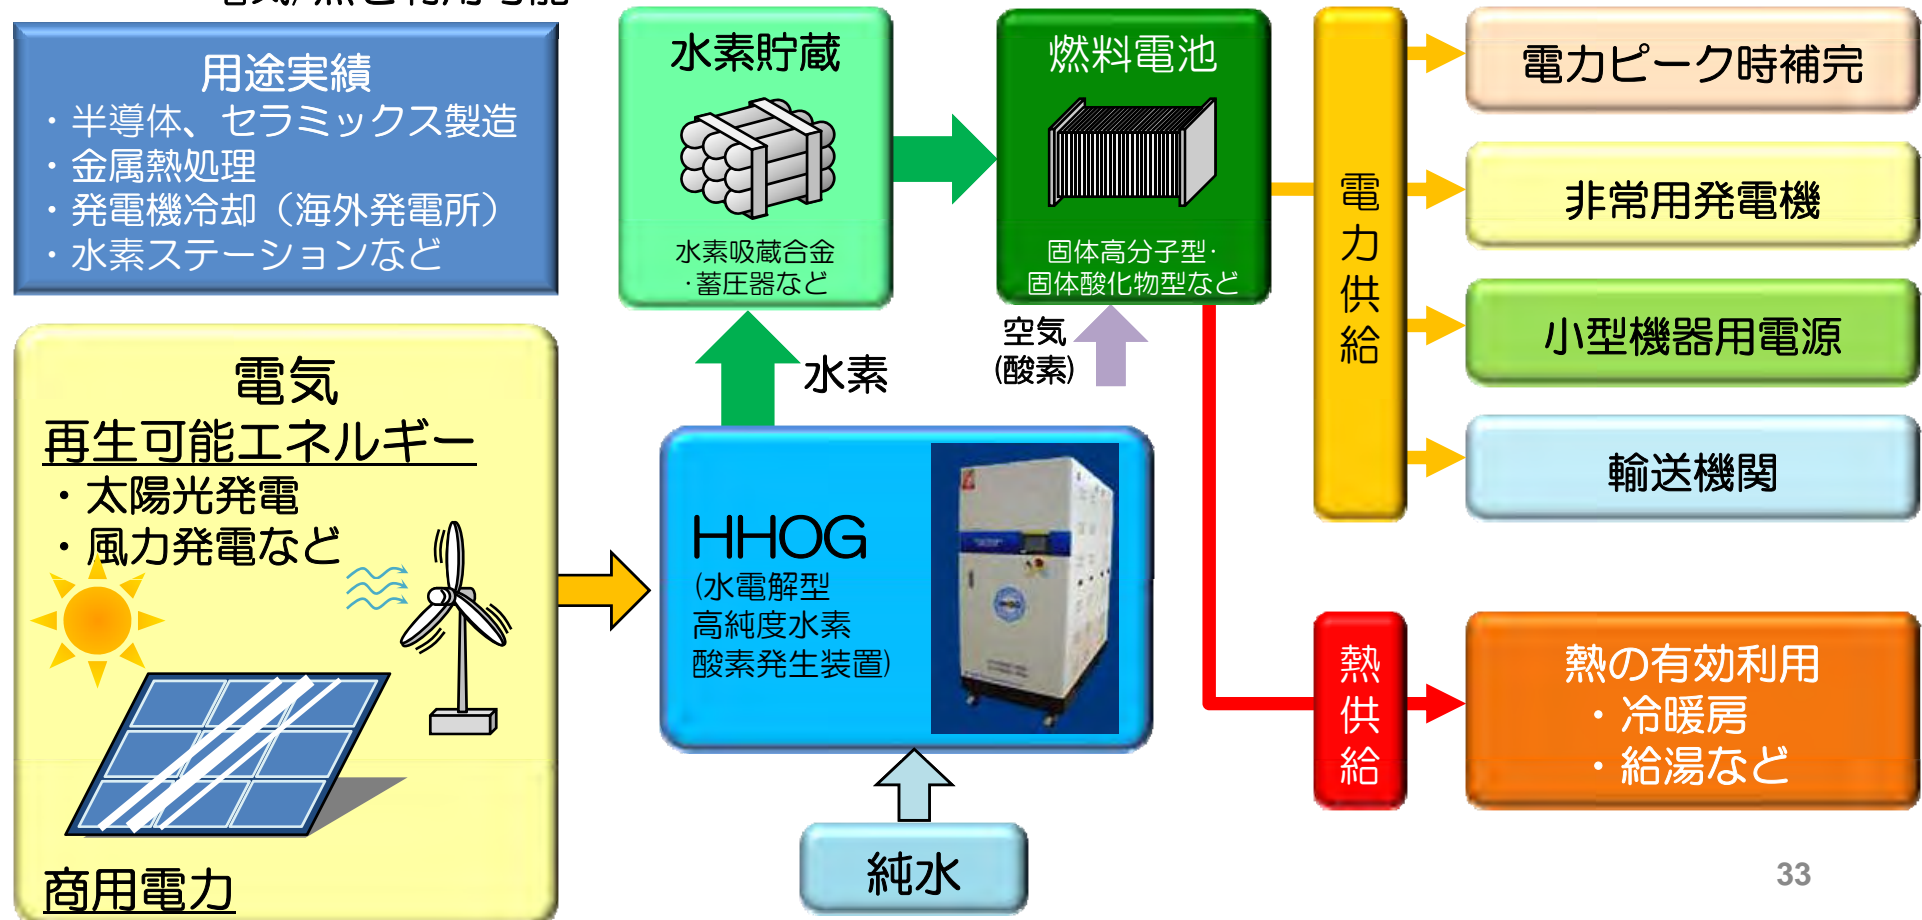 用途実績
・半導体、セラミックス製造
・金属熱処理
・発電機冷却（海外発電所）
・水素ステーションなど
電気
再生可能エネルギー
・太陽光発電
・風力発電など
商用電力
水素貯蔵
水素吸蔵合金
・蓄圧器など
水素
HHOG
(水電解型
高純度水素
酸素発生装置)
純水
燃料電池
固体高分子型・
固体酸化物型など
空気
(酸素)
電力供給
電力ピーク時補完
非常用発電機
小型機器用電源
輸送機関
熱供給
熱の有効利用
・冷暖房
・給湯など
33